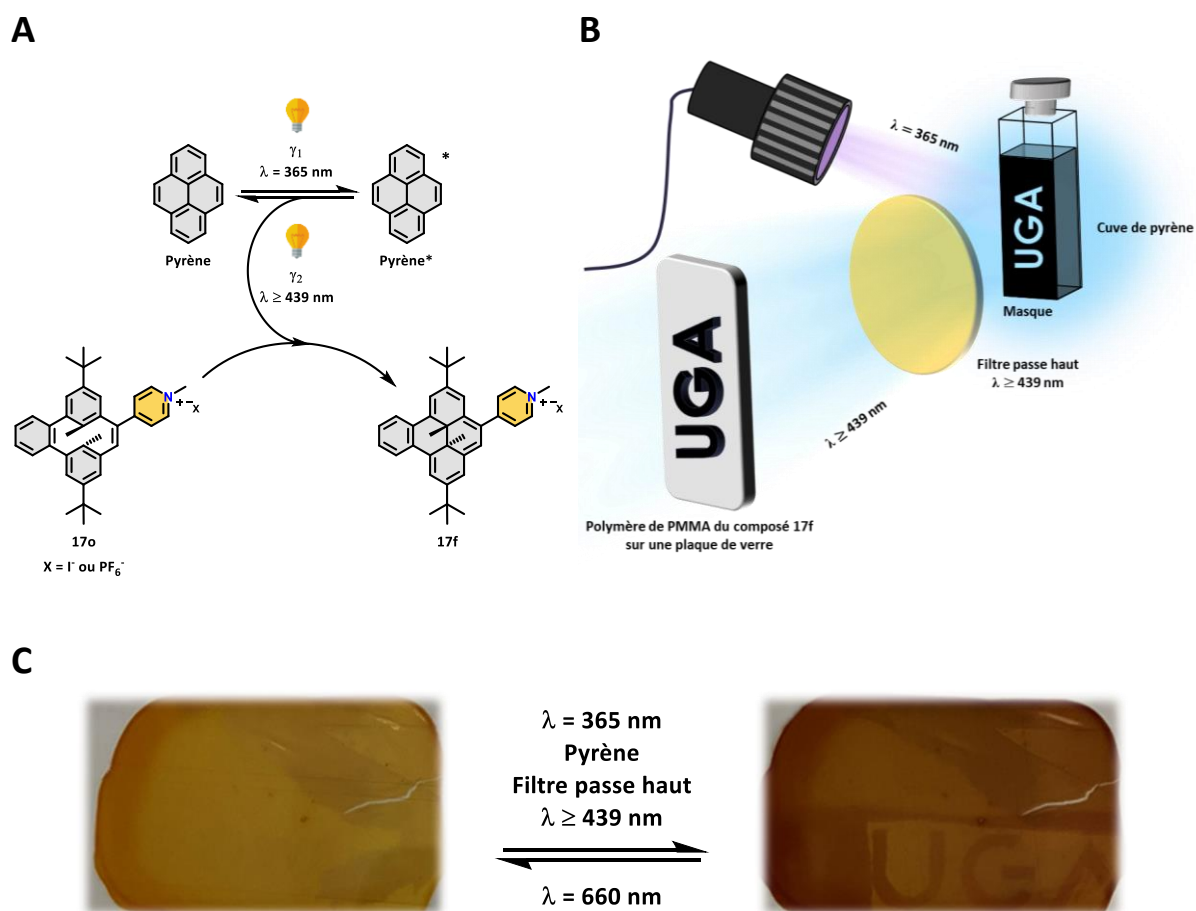 A
B
γ1
λ = 365 nm
*
Pyrène
Pyrène*
γ2
λ ≥ 439 nm
N
+ −
X
17o
X = I⁻ ou PF₆⁻
N
+ −
X
17f
λ = 365 nm
UGA
Cuve de pyrène
Masque
Filtre passe haut
λ ≥ 439 nm
λ ≥ 439 nm
UGA
Polymère de PMMA du composé 17f
sur une plaque de verre
C
λ = 365 nm
Pyrène
Filtre passe haut
λ ≥ 439 nm
λ = 660 nm
UGA